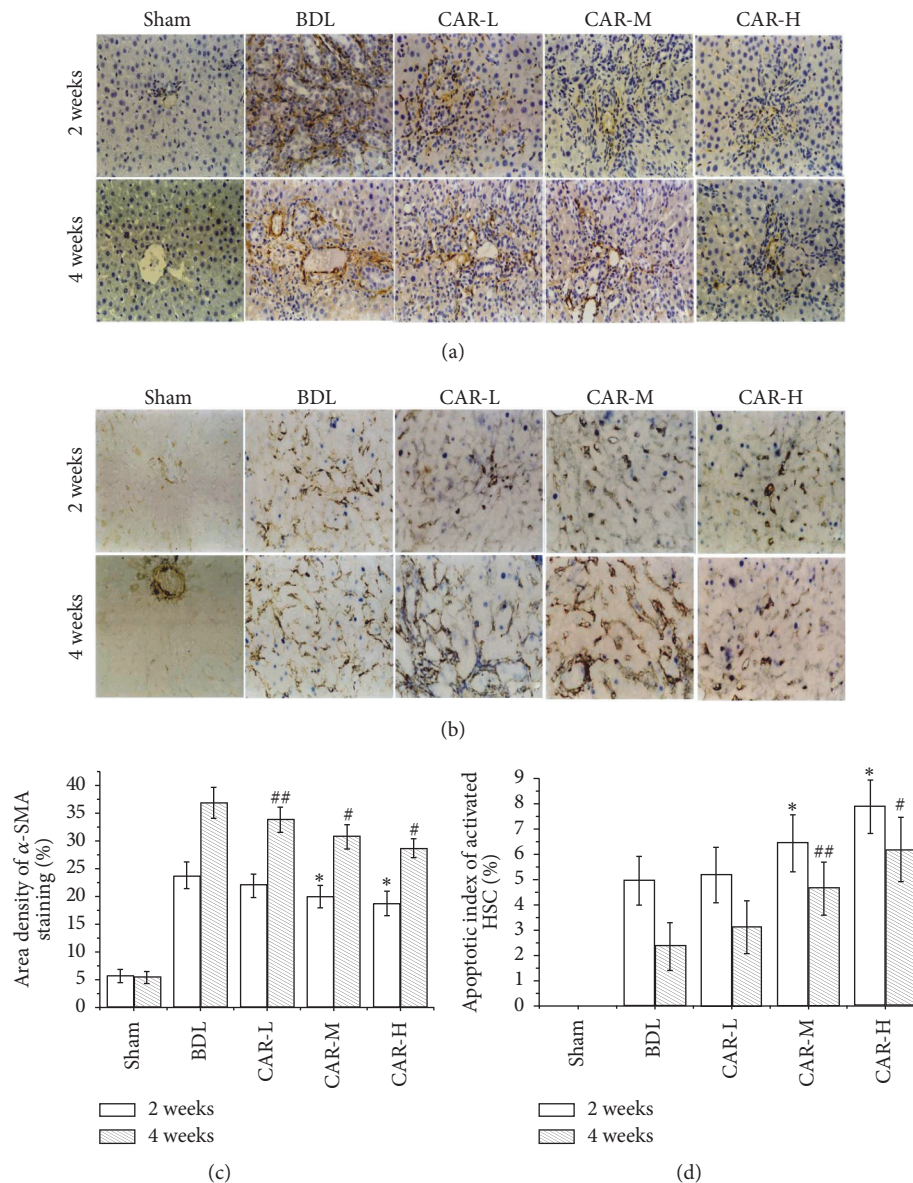 Sham BDL CAR-L CAR-M CAR-H
2 weeks
4 weeks
(a)
Sham BDL CAR-L CAR-M CAR-H
2 weeks
4 weeks
(b)
Area density of α-SMA
staining (%)
40
35
30
25
20
15
10
5
0
##
#
#
*
*
Sham
BDL
CAR-L
CAR-M
CAR-H
2 weeks
4 weeks
(c)
Apoptotic index of activated
HSC (%)
9
8
7
6
5
4
3
2
1
0
*
##
*
#
Sham
BDL
CAR-L
CAR-M
CAR-H
2 weeks
4 weeks
(d)